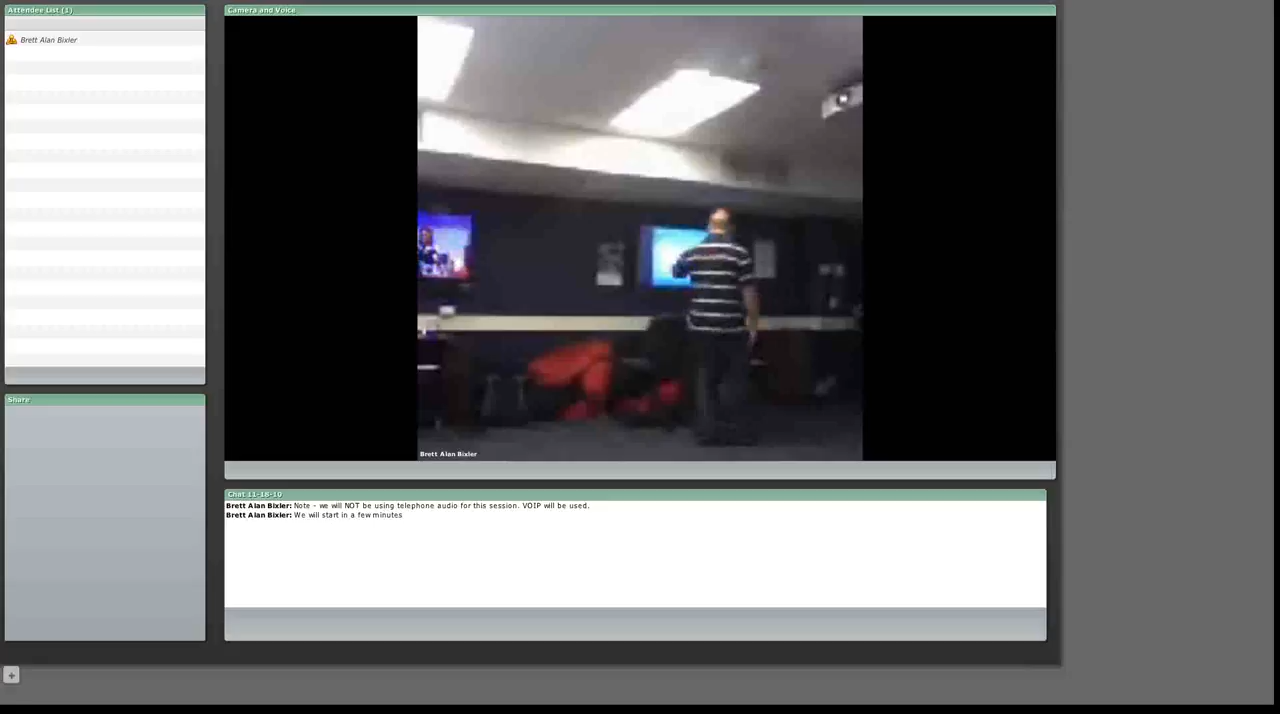 Attendee List (1)
Brett Alan Bixler
Share
Camera and Voice
Brett Alan Bixler
Chat 11-18-10
Brett Alan Bixler: Note - we will NOT be using telephone audio for this session. VOIP will be used.
Brett Alan Bixler: We will start in a few minutes